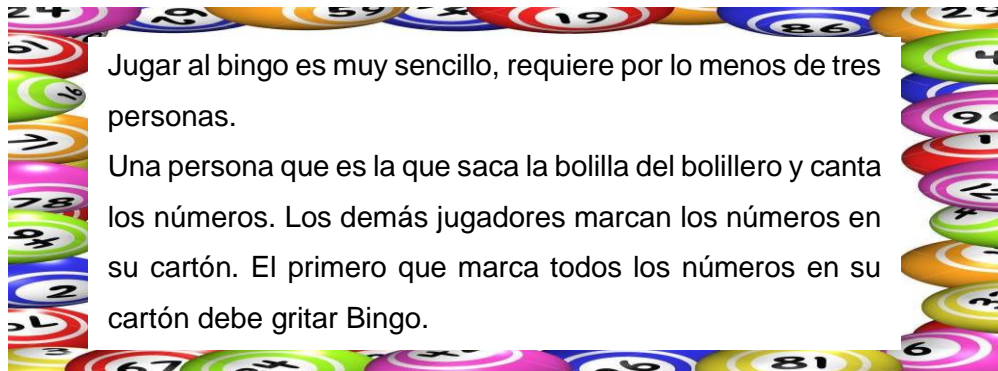 Jugar al bingo es muy sencillo, requiere por lo menos de tres
personas.
Una persona que es la que saca la bolilla del bolillero y canta
los números. Los demás jugadores marcan los números en
su cartón. El primero que marca todos los números en su
cartón debe gritar Bingo.